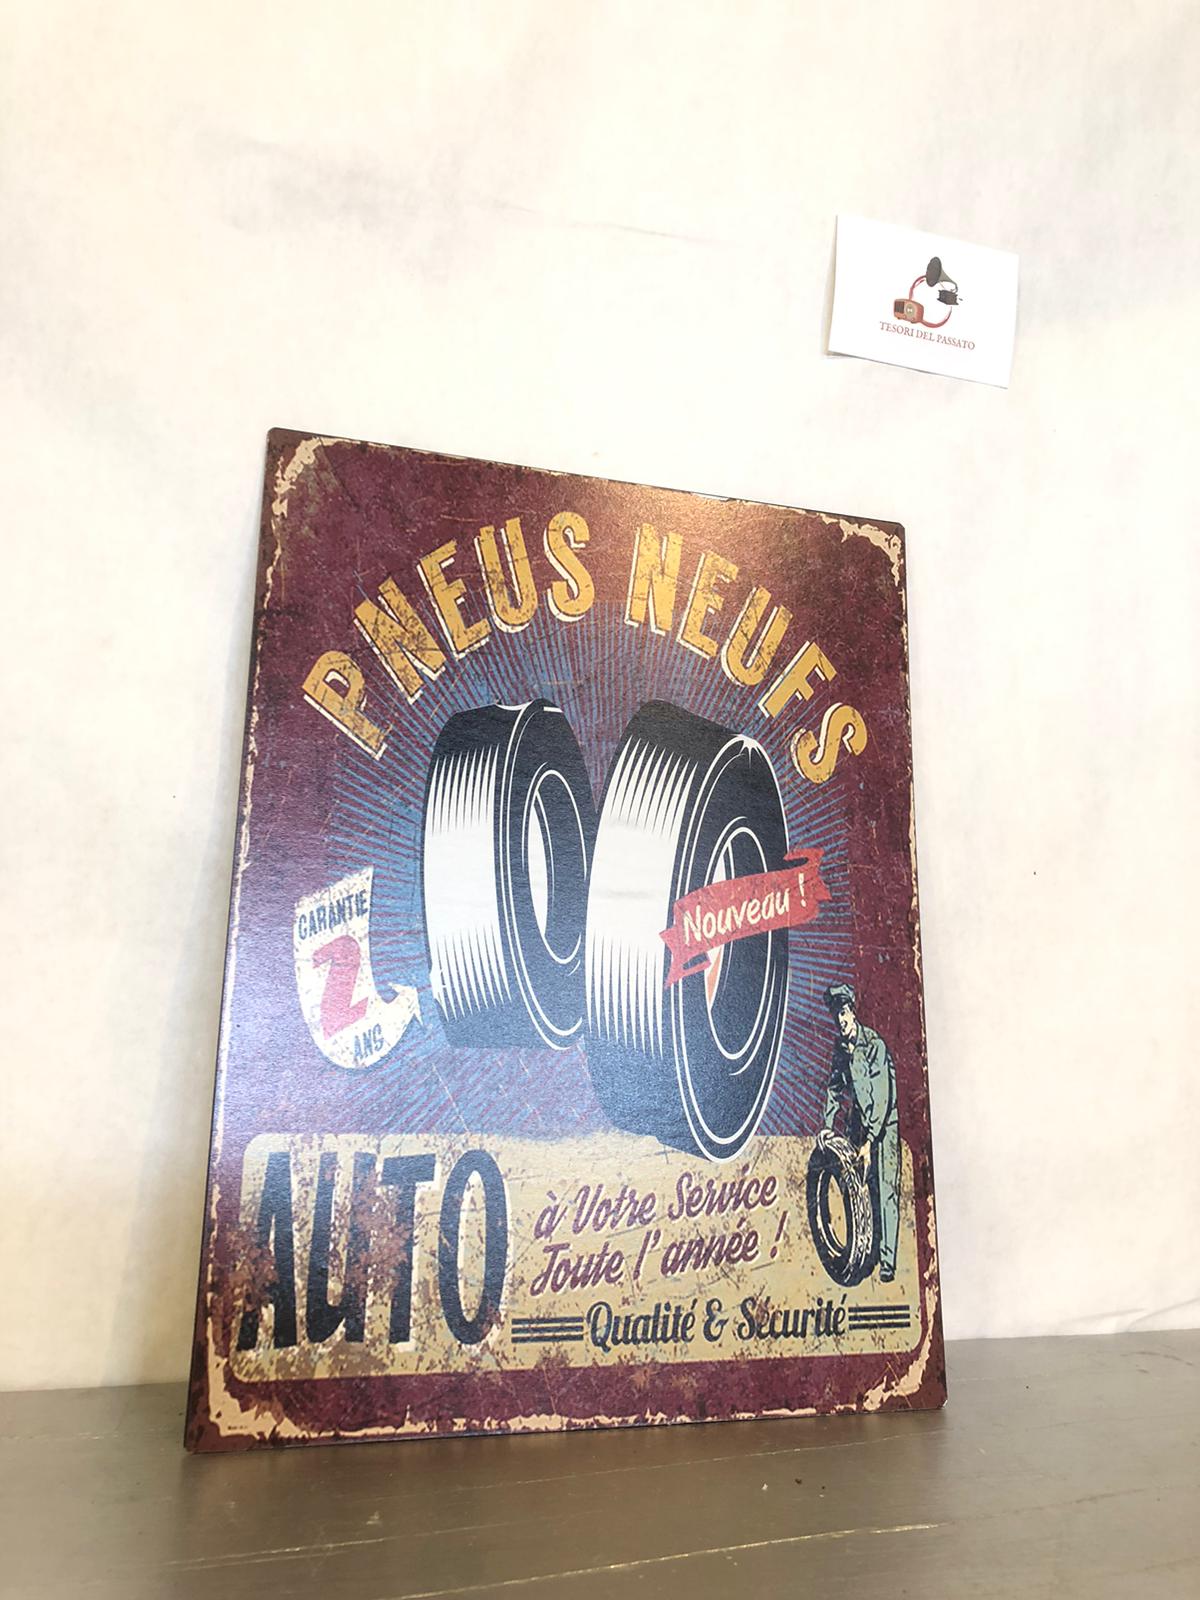 TESORI DEL PASSATO
PNEUS NEUFS
Nouveau !
GARANTIE
2
ANS
AUTO
à Votre Service
Toute l'année !
Qualité & Sécurité